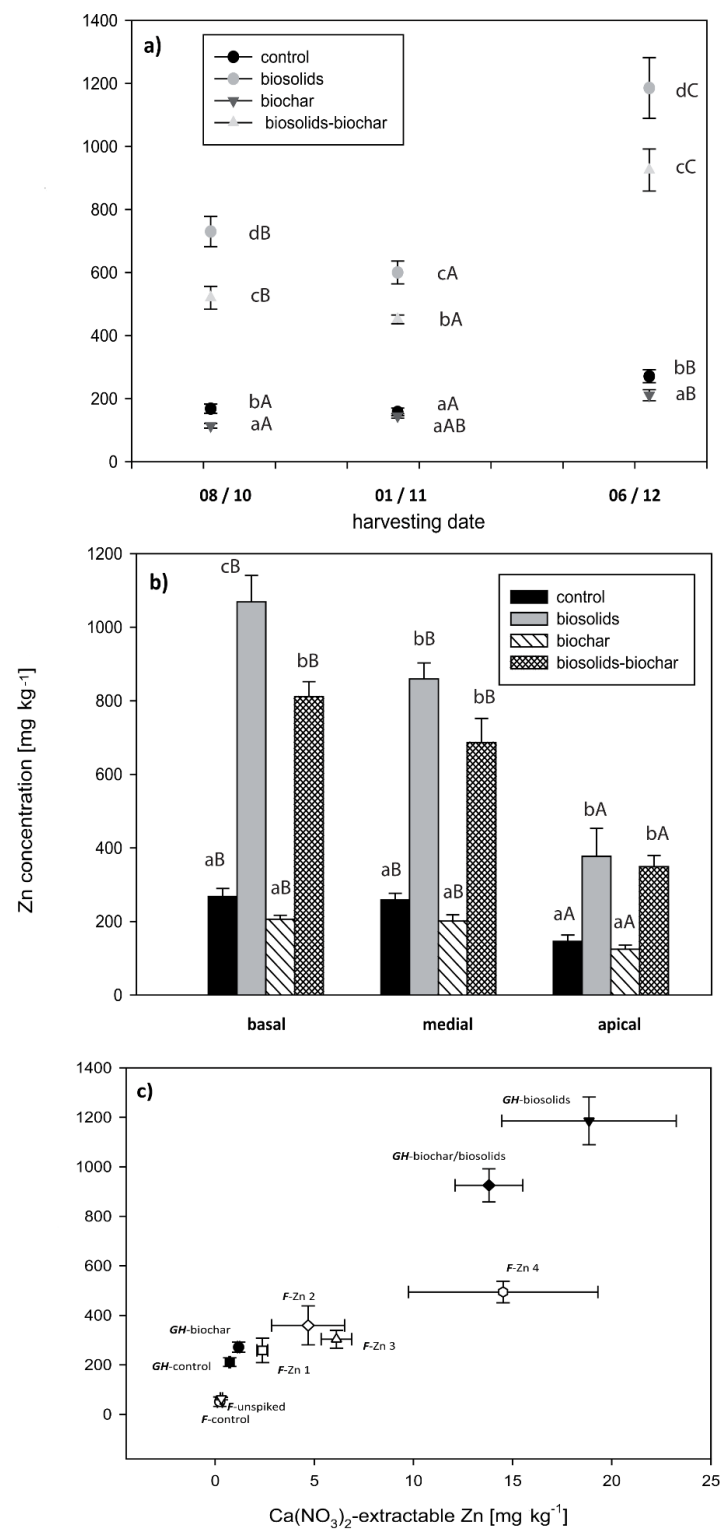 1400
1200
1000
800
600
400
200
0
a)
control
biosolids
biochar
biosolids-biochar
dB
cB
bA
aA
cA
bA
aA
aAB
dC
cC
bB
aB
08 / 10
01 / 11
06 / 12
harvesting date
Zn concentration [mg kg-1]
1200
1000
800
600
400
200
0
b)
control
biosolids
biochar
biosolids-biochar
aB
cB
aB
bB
aB
bB
aB
bB
aA
bA
aA
bA
basal
medial
apical
1400
1200
1000
800
600
400
200
0
c)
GH-biosolids
GH-biochar/biosolids
F-Zn 4
F-Zn 2
GH-biochar
F-Zn 3
GH-control
F-Zn 1
F-unspiked
F-control
0
5
10
15
20
25
Ca(NO3)2-extractable Zn [mg kg-1]